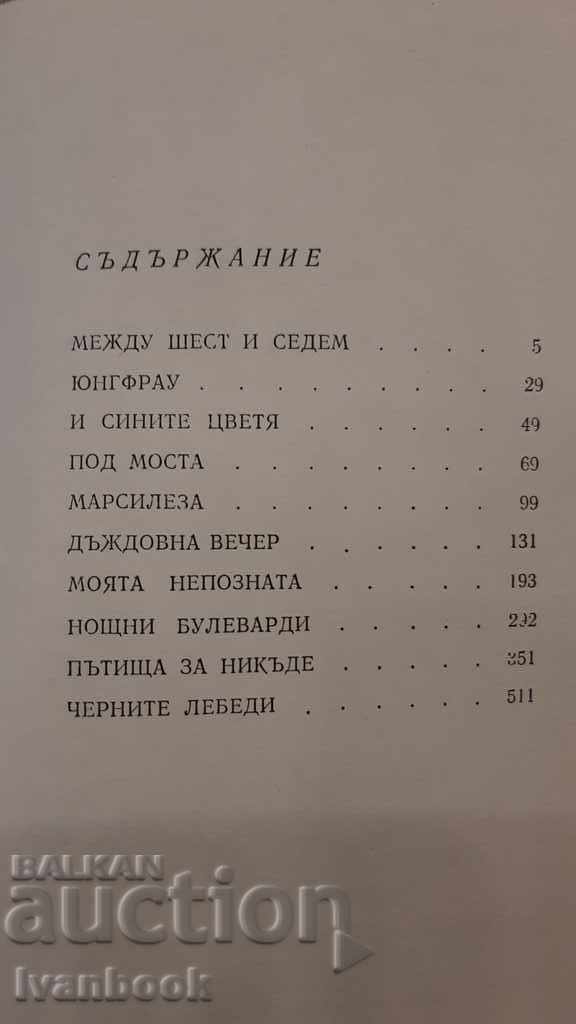 СЪДЪРЖАНИЕ
МЕЖДУ ШЕСТ И СЕДЕМ . . . . 5
ЮНГФРАУ . . . . . . . . . 29
И СИНИТЕ ЦВЕТЯ . . . . . . 49
ПОД МОСТА . . . . . . . . 69
МАРСИЛЕЗА . . . . . . . . 99
ДЪЖДОВНА ВЕЧЕР . . . . . . 131
МОЯТА НЕПОЗНАТА . . . . . 193
НОЩНИ БУЛЕВАРДИ . . . . . 292
ПЪТИЩА ЗА НИКЪДЕ . . . . . 351
ЧЕРНИТЕ ЛЕБЕДИ . . . . . . 511
BALKAN
auction
Ivanbook